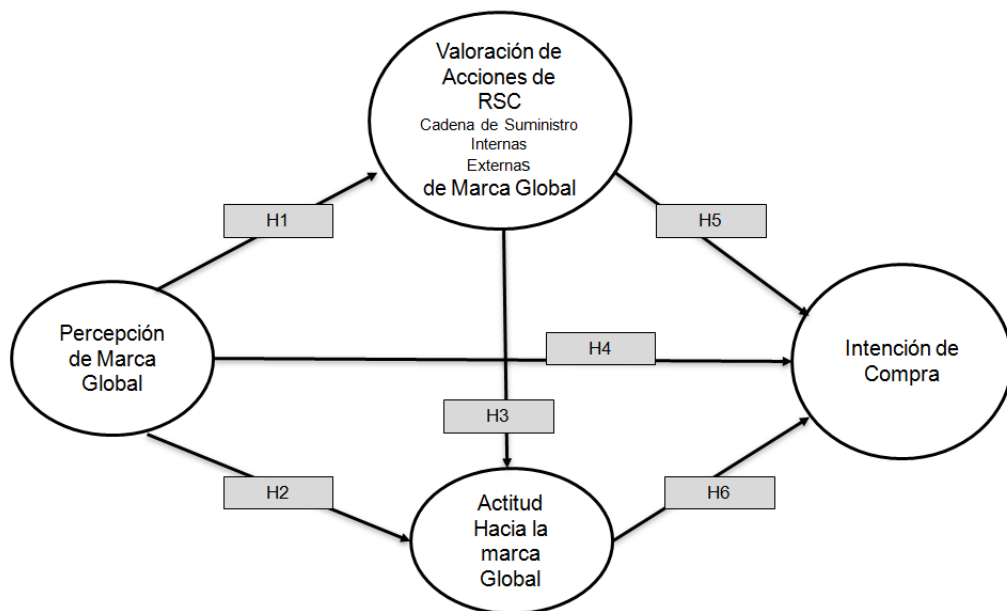 Valoración de
Acciones de
RSC
Cadena de Suministro
Internas
Externas
de Marca Global
H1
H5
Percepción
de Marca
Global
H4
Intención de
Compra
H3
H2
H6
Actitud
Hacia la
marca
Global